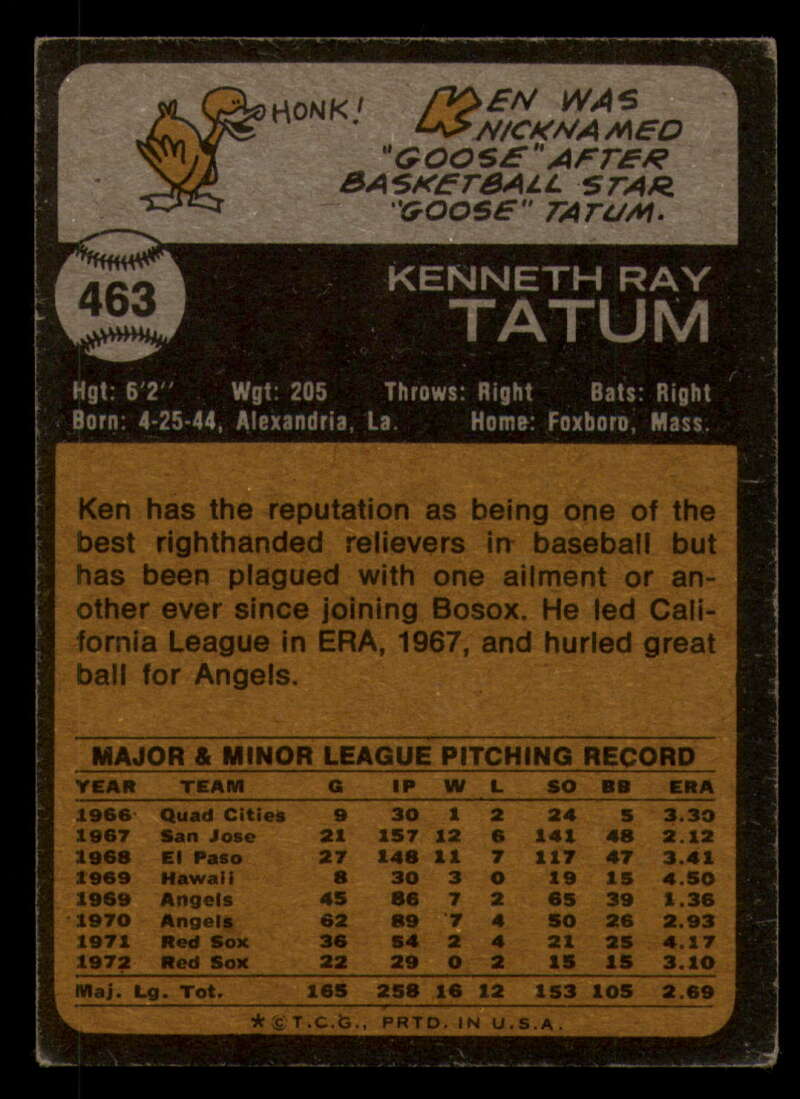 HONK!
KEN WAS
NICKNAMED
"GOOSE" AFTER
BASKETBALL STAR
"GOOSE" TATUM.
463
KENNETH RAY
TATUM
Hgt: 6'2" Wgt: 205 Throws: Right Bats: Right
Born: 4-25-44, Alexandria, La. Home: Foxboro, Mass.
Ken has the reputation as being one of the
best righthanded relievers in baseball but
has been plagued with one ailment or an-
other ever since joining Bosox. He led Cali-
fornia League in ERA, 1967, and hurled great
ball for Angels.
MAJOR & MINOR LEAGUE PITCHING RECORD
YEAR TEAM G IP W L SO BB ERA
1966 Quad Cities 9 30 1 2 24 5 3.30
1967 San Jose 21 157 12 6 141 48 2.12
1968 El Paso 27 148 11 7 117 47 3.41
1969 Hawaii 8 30 3 0 19 15 4.50
1969 Angels 45 86 7 2 65 39 1.36
1970 Angels 62 89 7 4 50 26 2.93
1971 Red Sox 36 54 2 4 21 25 4.17
1972 Red Sox 22 29 0 2 15 15 3.10
Maj. Lg. Tot. 165 258 16 12 153 105 2.69
*©T.C.G., PRTD. IN U.S.A.